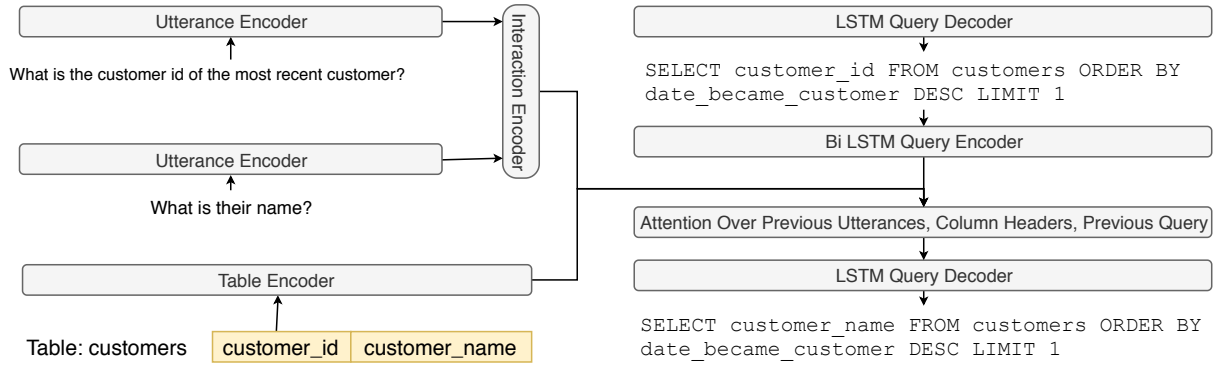 Utterance Encoder
What is the customer id of the most recent customer?
Utterance Encoder
What is their name?
Interaction Encoder
Table Encoder
Table: customers
customer_id
customer_name
LSTM Query Decoder
SELECT customer_id FROM customers ORDER BY
date_became_customer DESC LIMIT 1
Bi LSTM Query Encoder
Attention Over Previous Utterances, Column Headers, Previous Query
LSTM Query Decoder
SELECT customer_name FROM customers ORDER BY
date_became_customer DESC LIMIT 1